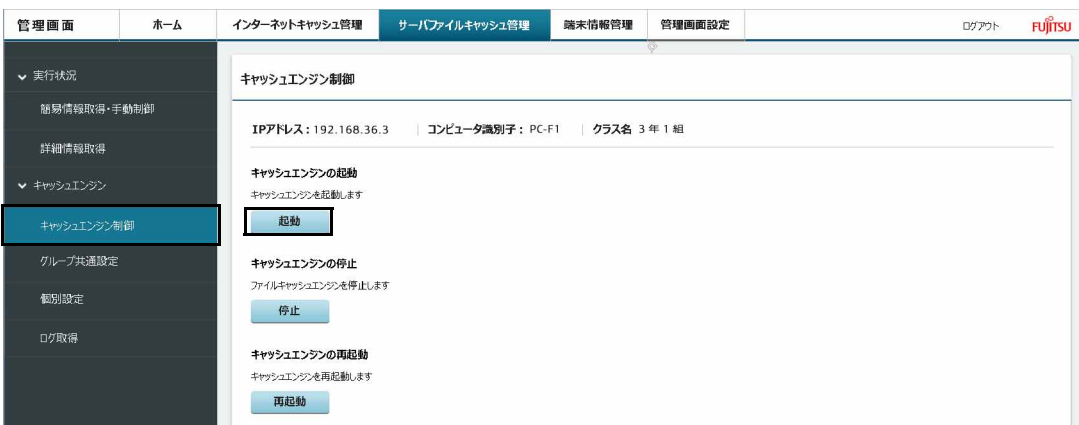 管理画面 ホーム インターネットキャッシュ管理 サーバファイルキャッシュ管理 端末情報管理 管理画面設定 ログアウト FUJITSU
実行状況
簡易情報取得・手動制御
詳細情報取得
キャッシュエンジン
キャッシュエンジン制御
グループ共通設定
個別設定
ログ取得
キャッシュエンジン制御
IPアドレス：192.168.36.3 コンピュータ識別子： PC-F1 クラス名 3 年 1 組
キャッシュエンジンの起動
キャッシュエンジンを起動します
起動
キャッシュエンジンの停止
ファイルキャッシュエンジンを停止します
停止
キャッシュエンジンの再起動
キャッシュエンジンを再起動します
再起動